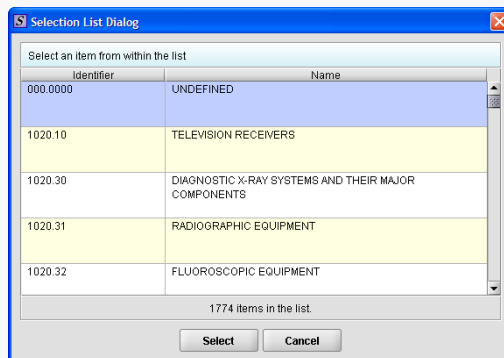 S Selection List Dialog
Select an item from within the list
Identifier Name
000.0000 UNDEFINED
1020.10 TELEVISION RECEIVERS
1020.30 DIAGNOSTIC X-RAY SYSTEMS AND THEIR MAJOR
COMPONENTS
1020.31 RADIOGRAPHIC EQUIPMENT
1020.32 FLUOROSCOPIC EQUIPMENT
1774 items in the list.
Select Cancel